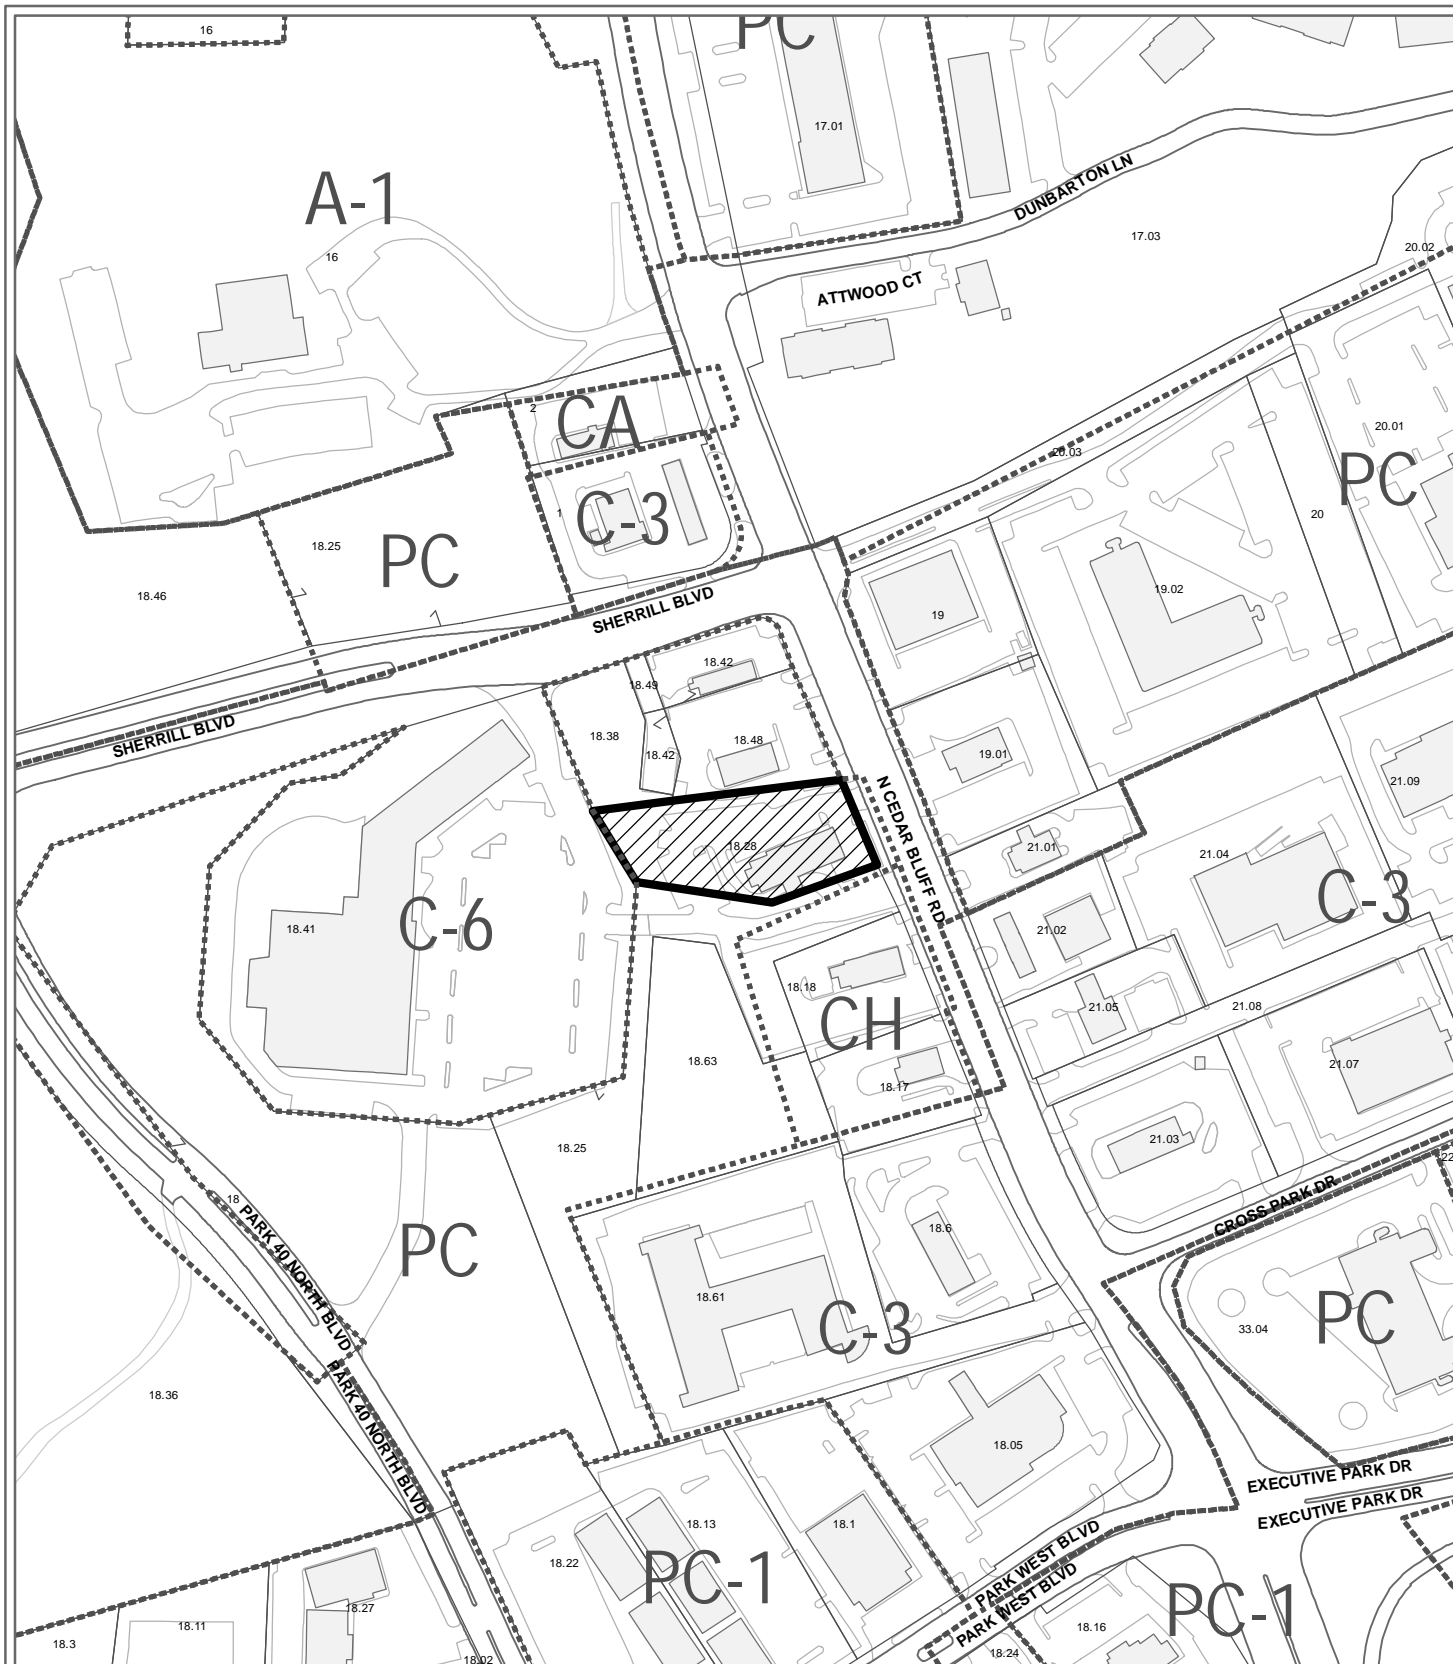 16
PC
17.01
DUNBARTON LN
A-1
17.03
20.02
16
ATTWOOD CT
2
CA
20.01
20.03
PC
C-3
1
20
18.25
PC
18.46
19.02
SHERRILL BLVD
19
18.42
18.49
SHERRILL BLVD
18.38
18.48
18.42
19.01
21.09
N CEDAR BLUFF RD
18.28
21.01
21.04
C-3
C-6
18.41
21.02
18.18
21.05
21.08
CH
18.63
21.07
18.17
18.25
21.03
22
18
PARK 40 NORTH BLVD
CROSS PARK DR
18.6
PC
18.61
C-3
33.04
PC
18.36
PARK 40 NORTH BLVD
18.05
EXECUTIVE PARK DR
EXECUTIVE PARK DR
18.13
18.1
18.22
PC-1
PARK WEST BLVD
PARK WEST BLVD
PC-1
18.27
18.11
18.16
18.3
18.24
18.02